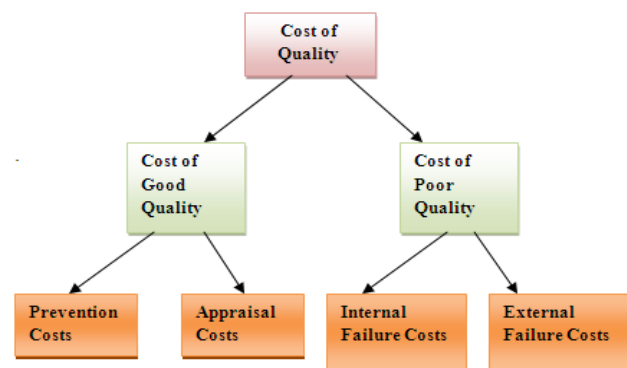 Cost of
Quality
Cost of
Good
Quality
Cost of
Poor
Quality
Prevention
Costs
Appraisal
Costs
Internal
Failure Costs
External
Failure Costs